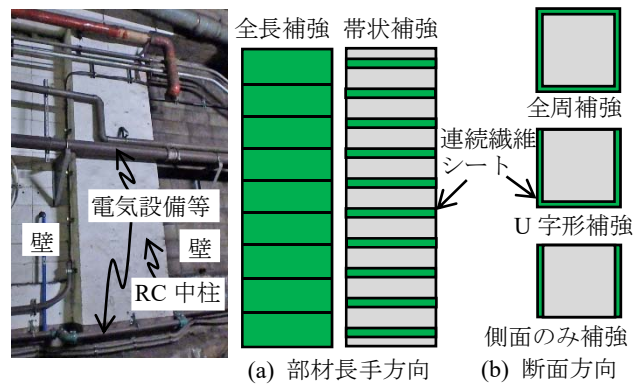 全長補強
帯状補強
全周補強
連続繊維
シート
U 字形補強
電気設備等
壁
壁
RC 中柱
側面のみ補強
(a) 部材長手方向
(b) 断面方向